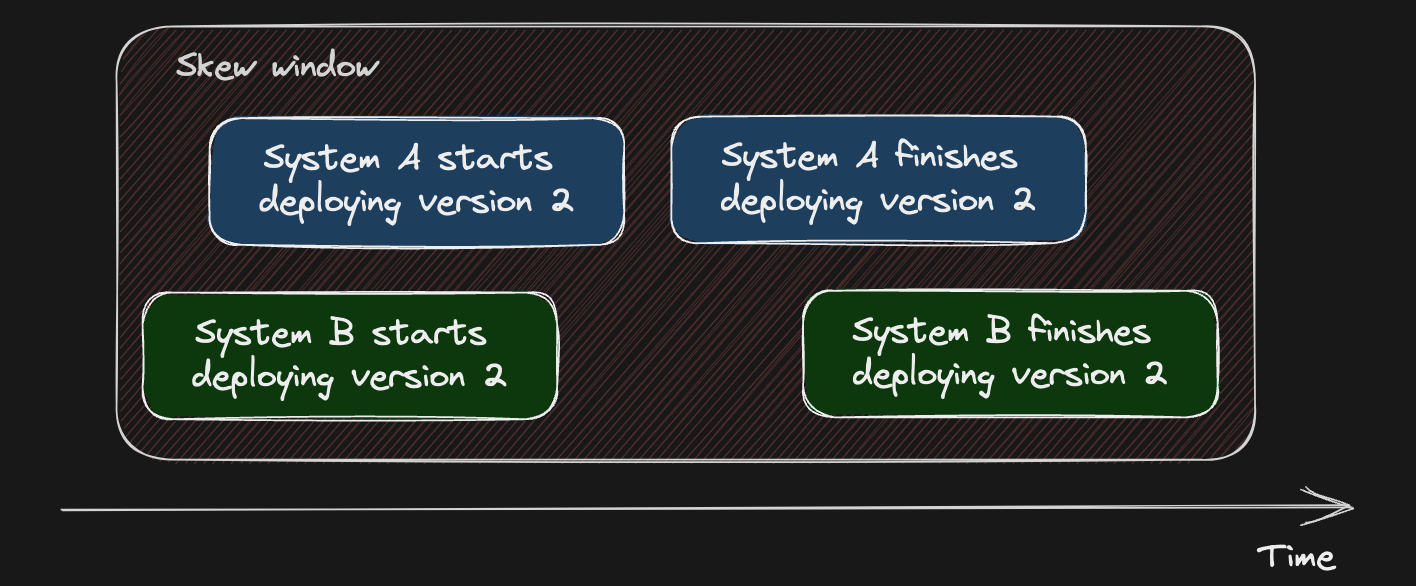 Skew window
System A starts
deploying version 2
System A finishes
deploying version 2
System B starts
deploying version 2
System B finishes
deploying version 2
Time